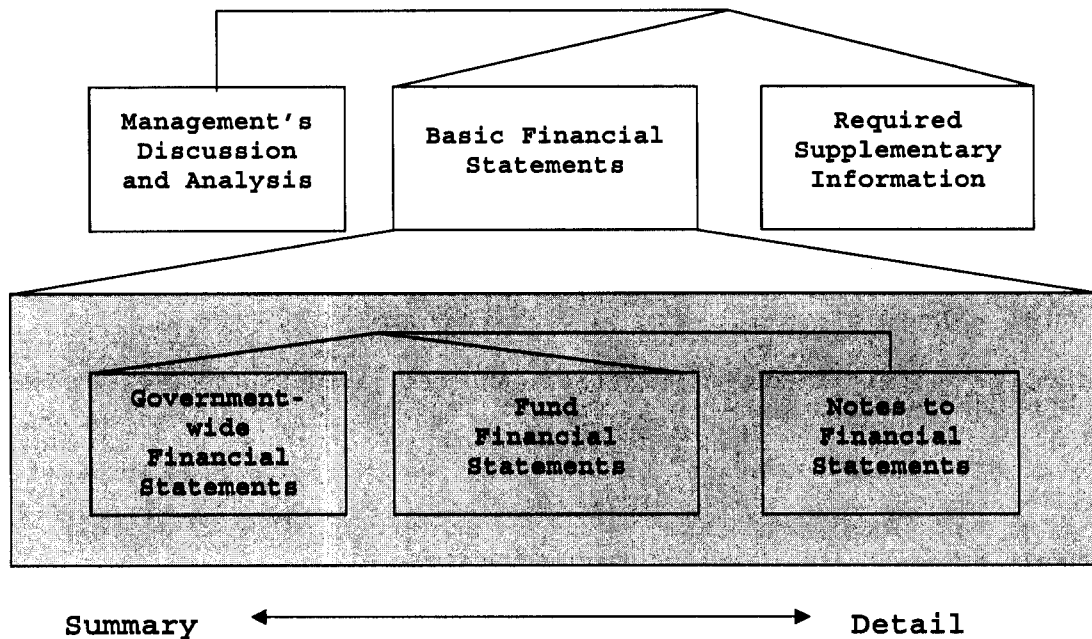 Management's
Discussion
and Analysis
Basic Financial
Statements
Required
Supplementary
Information
Government-
wide
Financial
Statements
Fund
Financial
Statements
Notes to
Financial
Statements
Summary
Detail